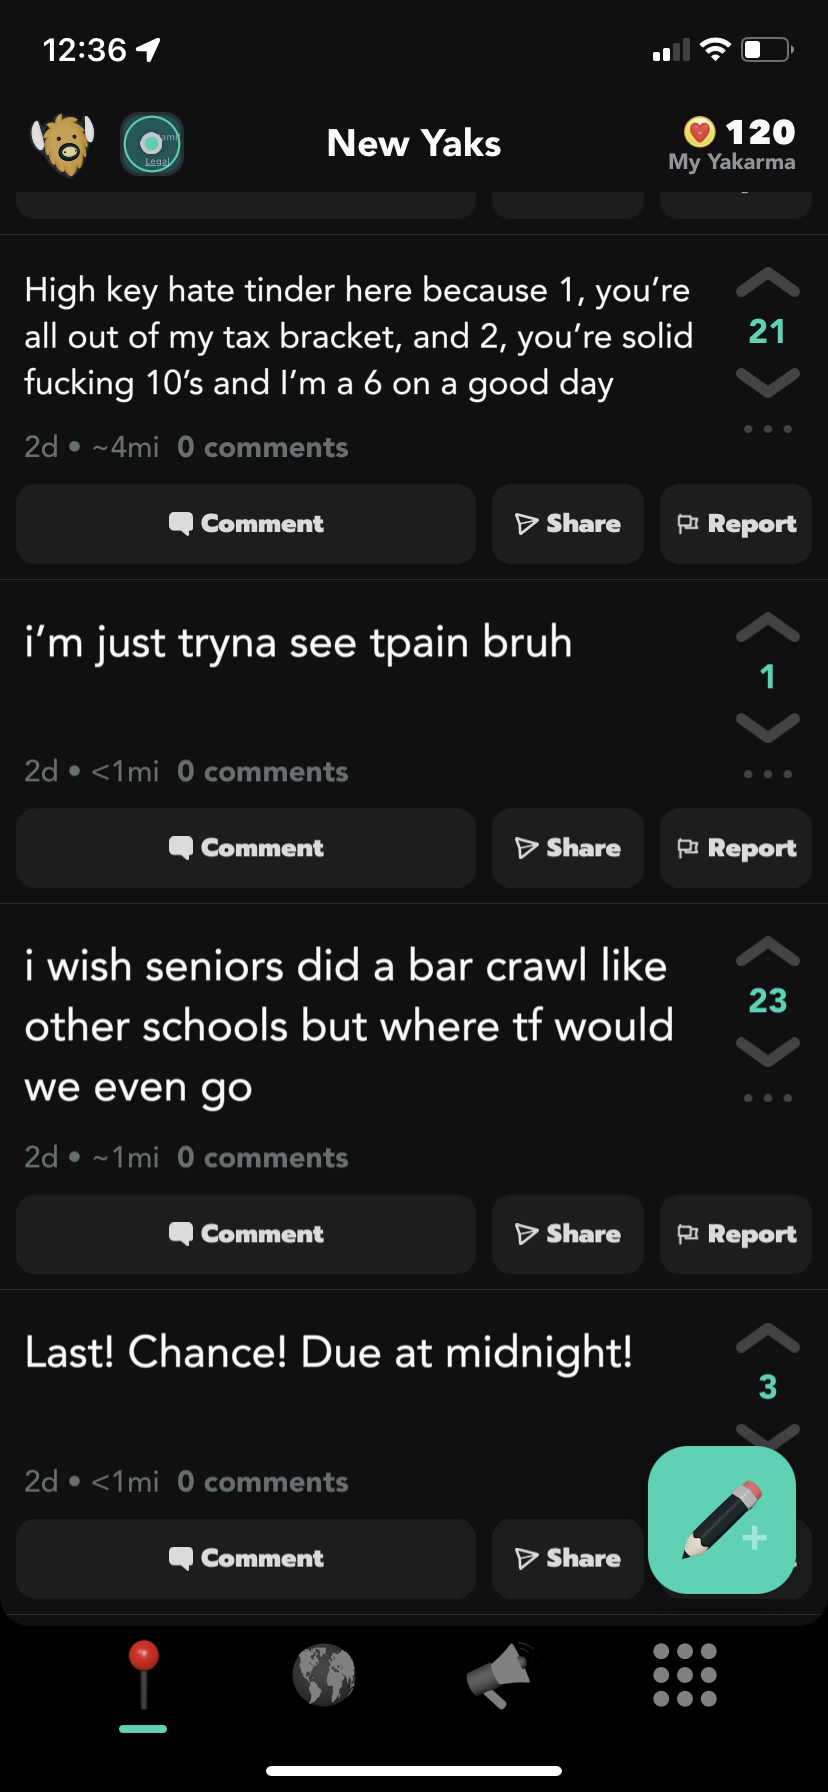 12:36
New Yaks
120
My Yakarma
Legal
High key hate tinder here because 1, you’re
all out of my tax bracket, and 2, you’re solid
fucking 10’s and I’m a 6 on a good day
21
2d • ~4mi 0 comments
Comment Share Report
i’m just tryna see tpain bruh
1
2d • <1mi 0 comments
Comment Share Report
i wish seniors did a bar crawl like
other schools but where tf would
we even go
23
2d • ~1mi 0 comments
Comment Share Report
Last! Chance! Due at midnight!
3
2d • <1mi 0 comments
Comment Share